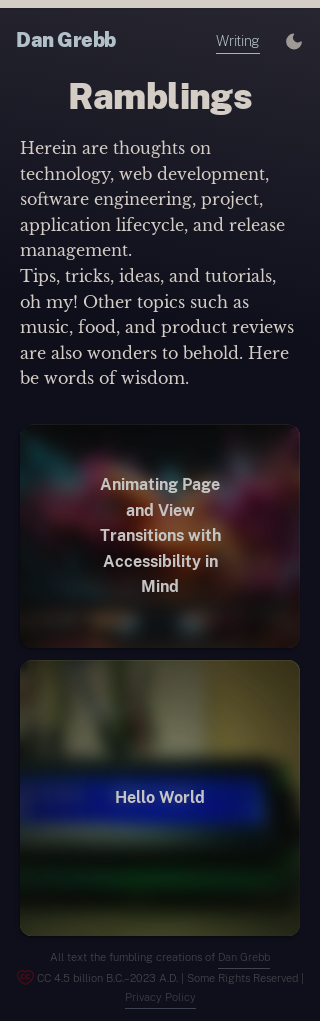 Dan Grebb
Writing
Ramblings
Herein are thoughts on
technology, web development,
software engineering, project,
application lifecycle, and release
management.
Tips, tricks, ideas, and tutorials,
oh my! Other topics such as
music, food, and product reviews
are also wonders to behold. Here
be words of wisdom.
Animating Page
and View
Transitions with
Accessibility in
Mind
Hello World
All text the fumbling creations of Dan Grebb
CC 4.5 billion B.C.–2023 A.D. | Some Rights Reserved |
Privacy Policy